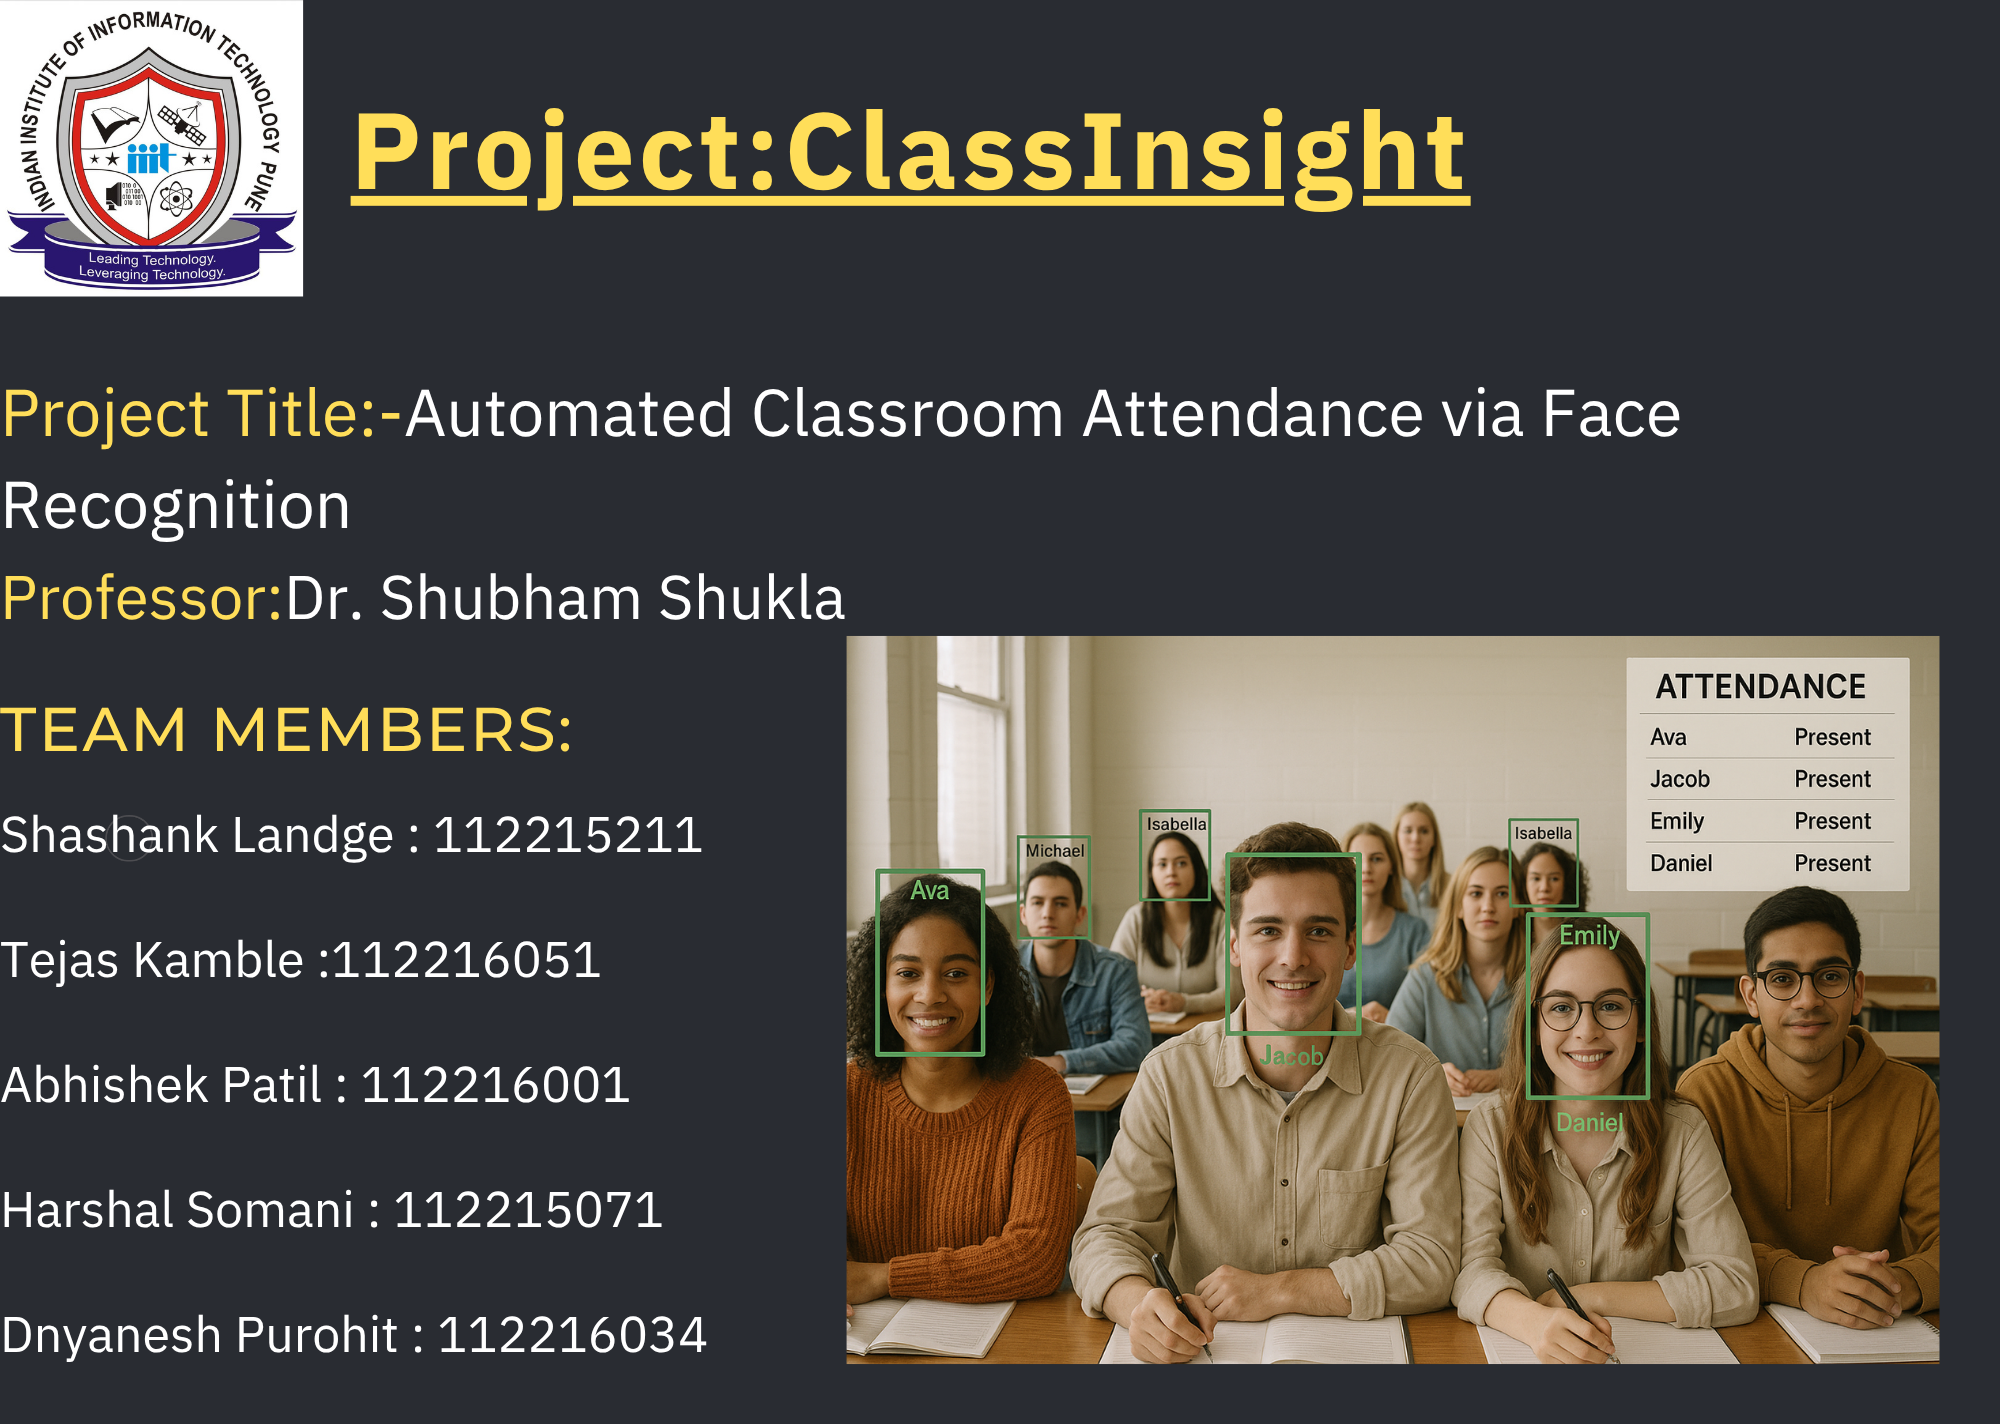 INDIAN INSTITUTE OF INFORMATION TECHNOLOGY PUNE
iiit
Leading Technology.
Leveraging Technology.
Project:ClassInsight
Project Title:-Automated Classroom Attendance via Face
Recognition
Professor:Dr. Shubham Shukla
TEAM MEMBERS:
Shashank Landge : 112215211
Tejas Kamble :112216051
Abhishek Patil : 112216001
Harshal Somani : 112215071
Dnyanesh Purohit : 112216034
ATTENDANCE
Ava Present
Jacob Present
Emily Present
Daniel Present
Isabella
Isabella
Michael
Ava
Emily
Jacob
Daniel